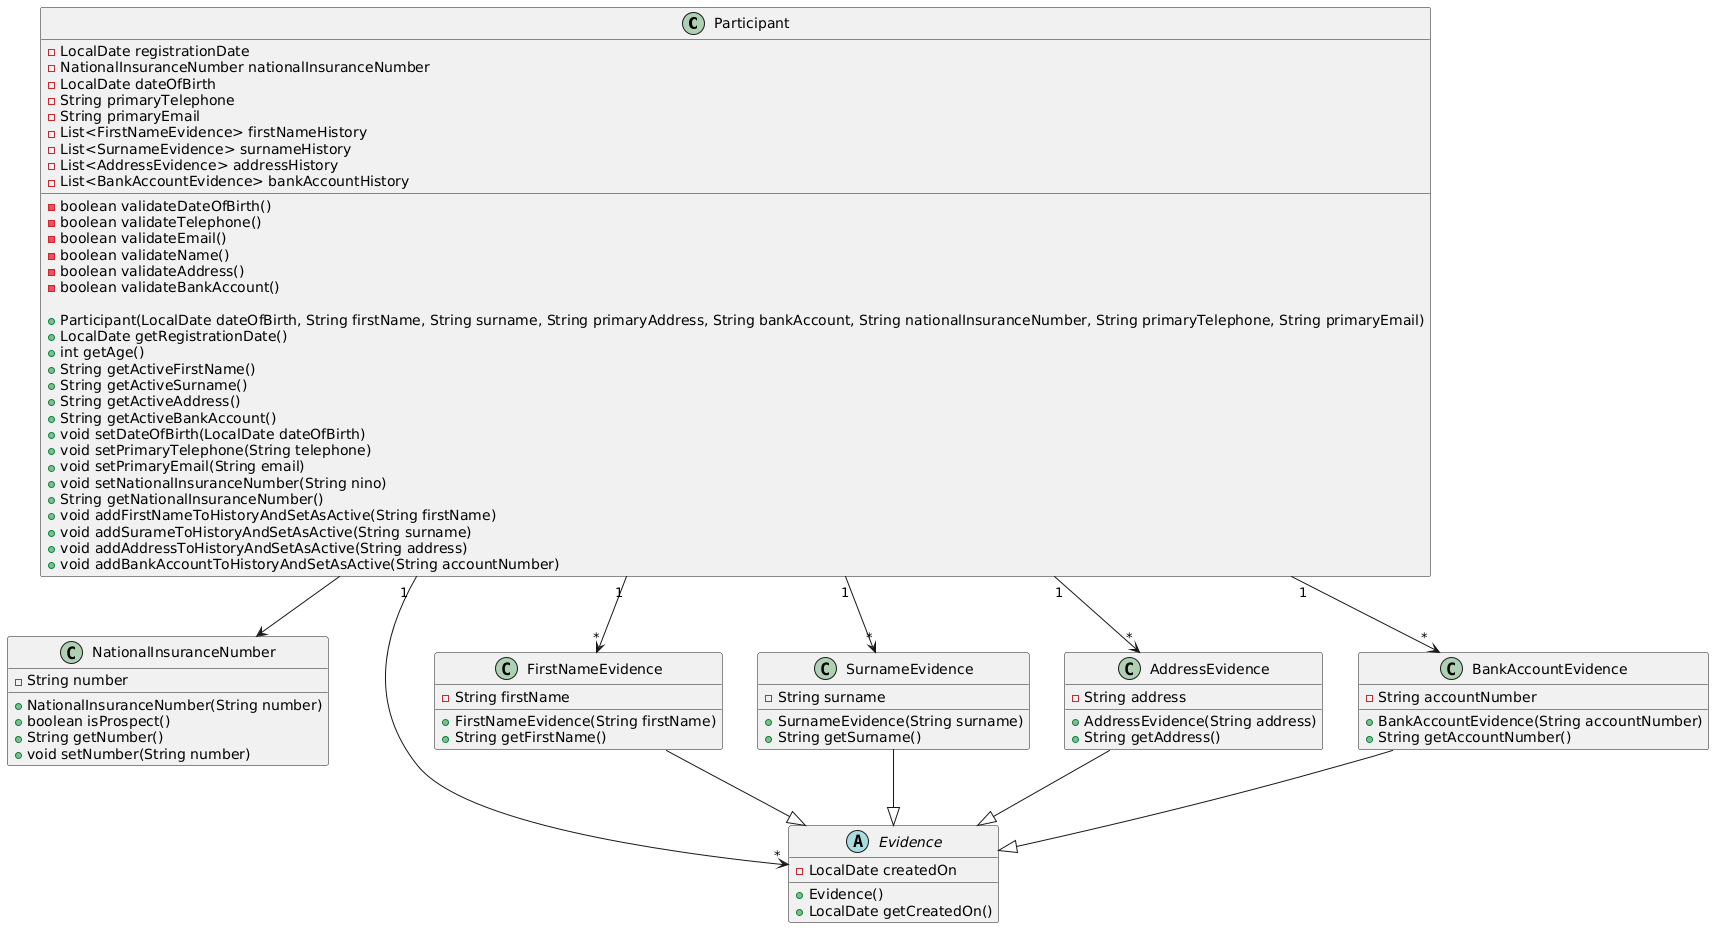 C Participant
LocalDate registrationDate
NationalInsuranceNumber nationalInsuranceNumber
LocalDate dateOfBirth
String primaryTelephone
String primaryEmail
List<FirstNameEvidence> firstNameHistory
List<SurnameEvidence> surnameHistory
List<AddressEvidence> addressHistory
List<BankAccountEvidence> bankAccountHistory
boolean validateDateOfBirth()
boolean validateTelephone()
boolean validateEmail()
boolean validateName()
boolean validateAddress()
boolean validateBankAccount()
Participant(LocalDate dateOfBirth, String firstName, String surname, String primaryAddress, String bankAccount, String nationalInsuranceNumber, String primaryTelephone, String primaryEmail)
LocalDate getRegistrationDate()
int getAge()
String getActiveFirstName()
String getActiveSurname()
String getActiveAddress()
String getActiveBankAccount()
void setDateOfBirth(LocalDate dateOfBirth)
void setPrimaryTelephone(String telephone)
void setPrimaryEmail(String email)
void setNationalInsuranceNumber(String nino)
String getNationalInsuranceNumber()
void addFirstNameToHistoryAndSetAsActive(String firstName)
void addSurameToHistoryAndSetAsActive(String surname)
void addAddressToHistoryAndSetAsActive(String address)
void addBankAccountToHistoryAndSetAsActive(String accountNumber)
1 1 1 1 1
* * * *
C NationalInsuranceNumber
String number
NationalInsuranceNumber(String number)
boolean isProspect()
String getNumber()
void setNumber(String number)
C FirstNameEvidence
String firstName
FirstNameEvidence(String firstName)
String getFirstName()
C SurnameEvidence
String surname
SurnameEvidence(String surname)
String getSurname()
C AddressEvidence
String address
AddressEvidence(String address)
String getAddress()
C BankAccountEvidence
String accountNumber
BankAccountEvidence(String accountNumber)
String getAccountNumber()
*
A Evidence
LocalDate createdOn
Evidence()
LocalDate getCreatedOn()